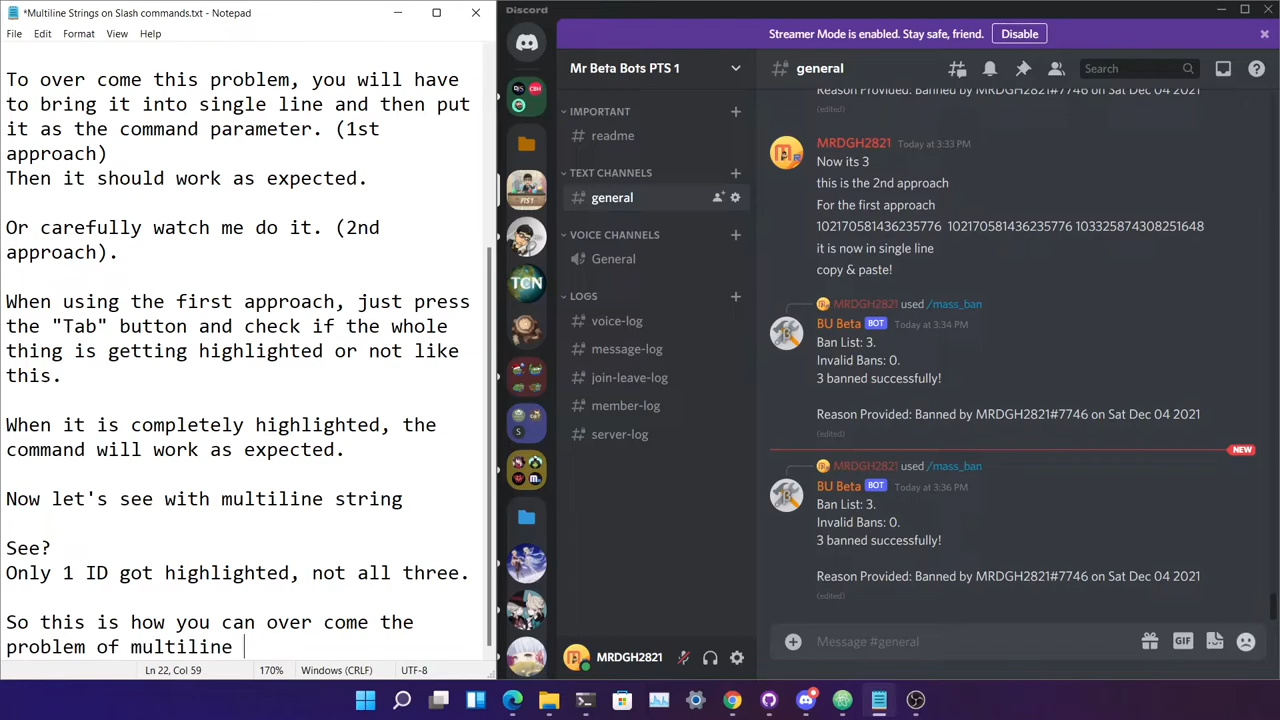 *Multiline Strings on Slash commands.txt - Notepad
File Edit Format View Help
To over come this problem, you will have
to bring it into single line and then put
it as the command parameter. (1st
approach)
Then it should work as expected.
Or carefully watch me do it. (2nd
approach).
When using the first approach, just press
the "Tab" button and check if the whole
thing is getting highlighted or not like
this.
When it is completely highlighted, the
command will work as expected.
Now let's see with multiline string
See?
Only 1 ID got highlighted, not all three.
So this is how you can over come the
problem of multiline
Ln 22, Col 59 170% Windows (CRLF) UTF-8
Discord
Streamer Mode is enabled. Stay safe, friend. Disable
Mr Beta Bots PTS 1
IMPORTANT
readme
TEXT CHANNELS
general
VOICE CHANNELS
General
LOGS
voice-log
message-log
join-leave-log
member-log
server-log
MRDGH2821
TCN
PTS1
CBH
general
Search
Reason Provided: Banned by MRDGH2821#7746 on Sat Dec 04 2021
(edited)
MRDGH2821 Today at 3:33 PM
Now its 3
this is the 2nd approach
For the first approach
102170581436235776 102170581436235776 103325874308251648
it is now in single line
copy & paste!
MRDGH2821 used /mass_ban
BU Beta BOT Today at 3:34 PM
Ban List: 3.
Invalid Bans: 0.
3 banned successfully!
Reason Provided: Banned by MRDGH2821#7746 on Sat Dec 04 2021
(edited)
NEW
MRDGH2821 used /mass_ban
BU Beta BOT Today at 3:36 PM
Ban List: 3.
Invalid Bans: 0.
3 banned successfully!
Reason Provided: Banned by MRDGH2821#7746 on Sat Dec 04 2021
(edited)
Message #general
GIF